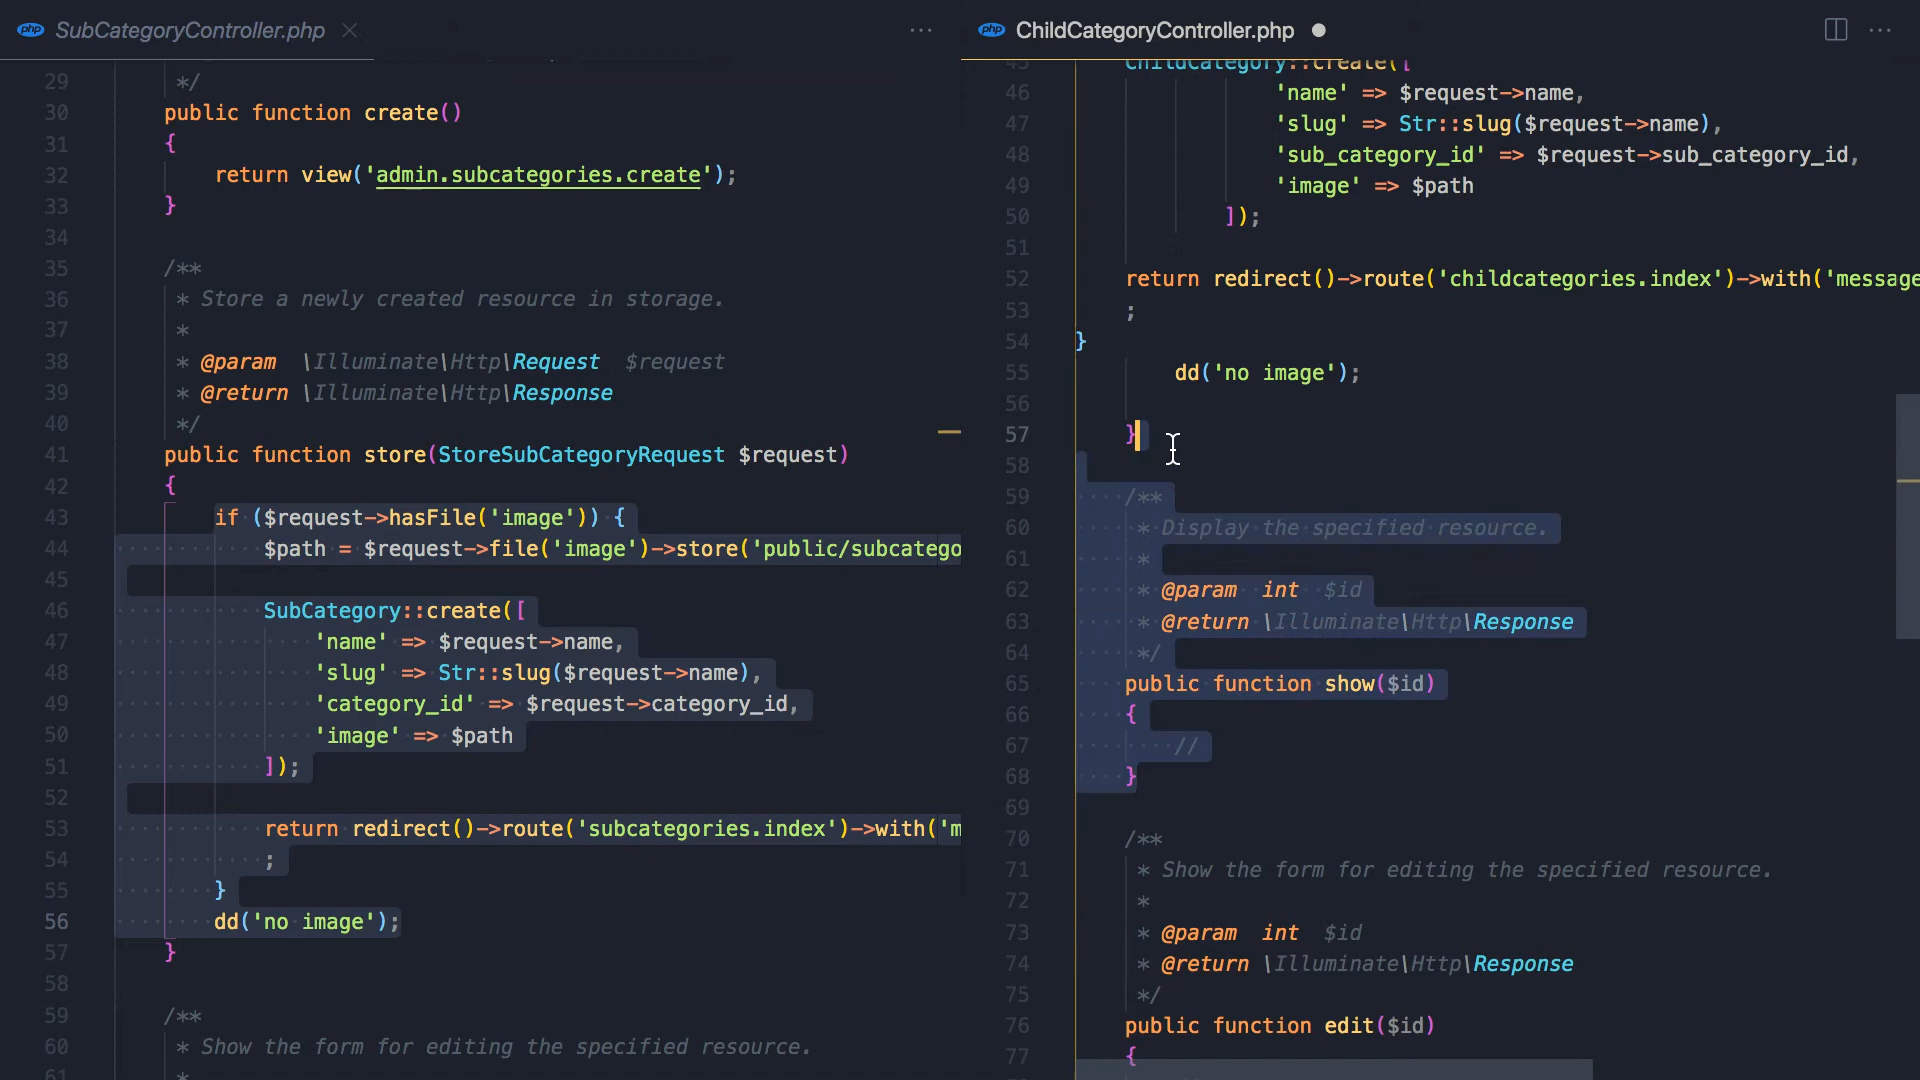 php SubCategoryController.php
29 */
30 public function create()
31 {
32 return view('admin.subcategories.create');
33 }
34
35 /**
36 * Store a newly created resource in storage.
37 *
38 * @param \Illuminate\Http\Request $request
39 * @return \Illuminate\Http\Response
40 */
41 public function store(StoreSubCategoryRequest $request)
42 {
43 if ($request->hasFile('image')) {
44 $path = $request->file('image')->store('public/subcatego
45
46 SubCategory::create([
47 'name' => $request->name,
48 'slug' => Str::slug($request->name),
49 'category_id' => $request->category_id,
50 'image' => $path
51 ]);
52
53 return redirect()->route('subcategories.index')->with('m
54 ;
55 }
56 dd('no image');
57 }
58
59 /**
60 * Show the form for editing the specified resource.
61 *
php ChildCategoryController.php
45 ChildCategory::create([
46 'name' => $request->name,
47 'slug' => Str::slug($request->name),
48 'sub_category_id' => $request->sub_category_id,
49 'image' => $path
50 ]);
51
52 return redirect()->route('childcategories.index')->with('message
53 ;
54 }
55 dd('no image');
56
57 }
58
59 /**
60 * Display the specified resource.
61 *
62 * @param int $id
63 * @return \Illuminate\Http\Response
64 */
65 public function show($id)
66 {
67 //
68 }
69
70 /**
71 * Show the form for editing the specified resource.
72 *
73 * @param int $id
74 * @return \Illuminate\Http\Response
75 */
76 public function edit($id)
77 {